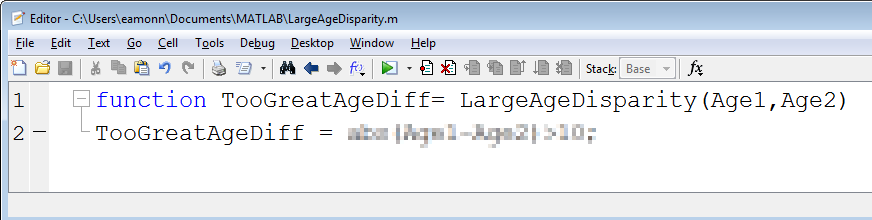 Editor - C:\Users\eamonn\Documents\MATLAB\LargeAgeDisparity.m
File Edit Text Go Cell Tools Debug Desktop Window Help
Stack: Base fx
1 function TooGreatAgeDiff= LargeAgeDisparity(Age1,Age2)
2 TooGreatAgeDiff =